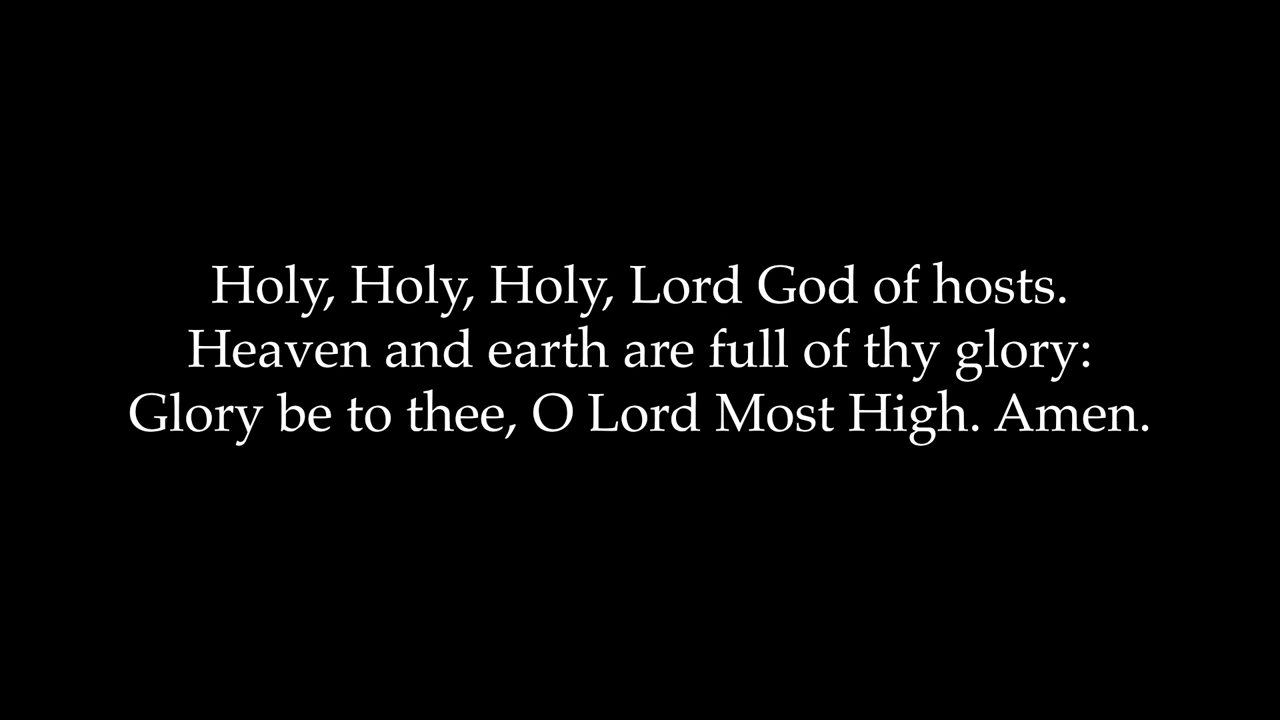 Holy, Holy, Holy, Lord God of hosts.
Heaven and earth are full of thy glory:
Glory be to thee, O Lord Most High. Amen.